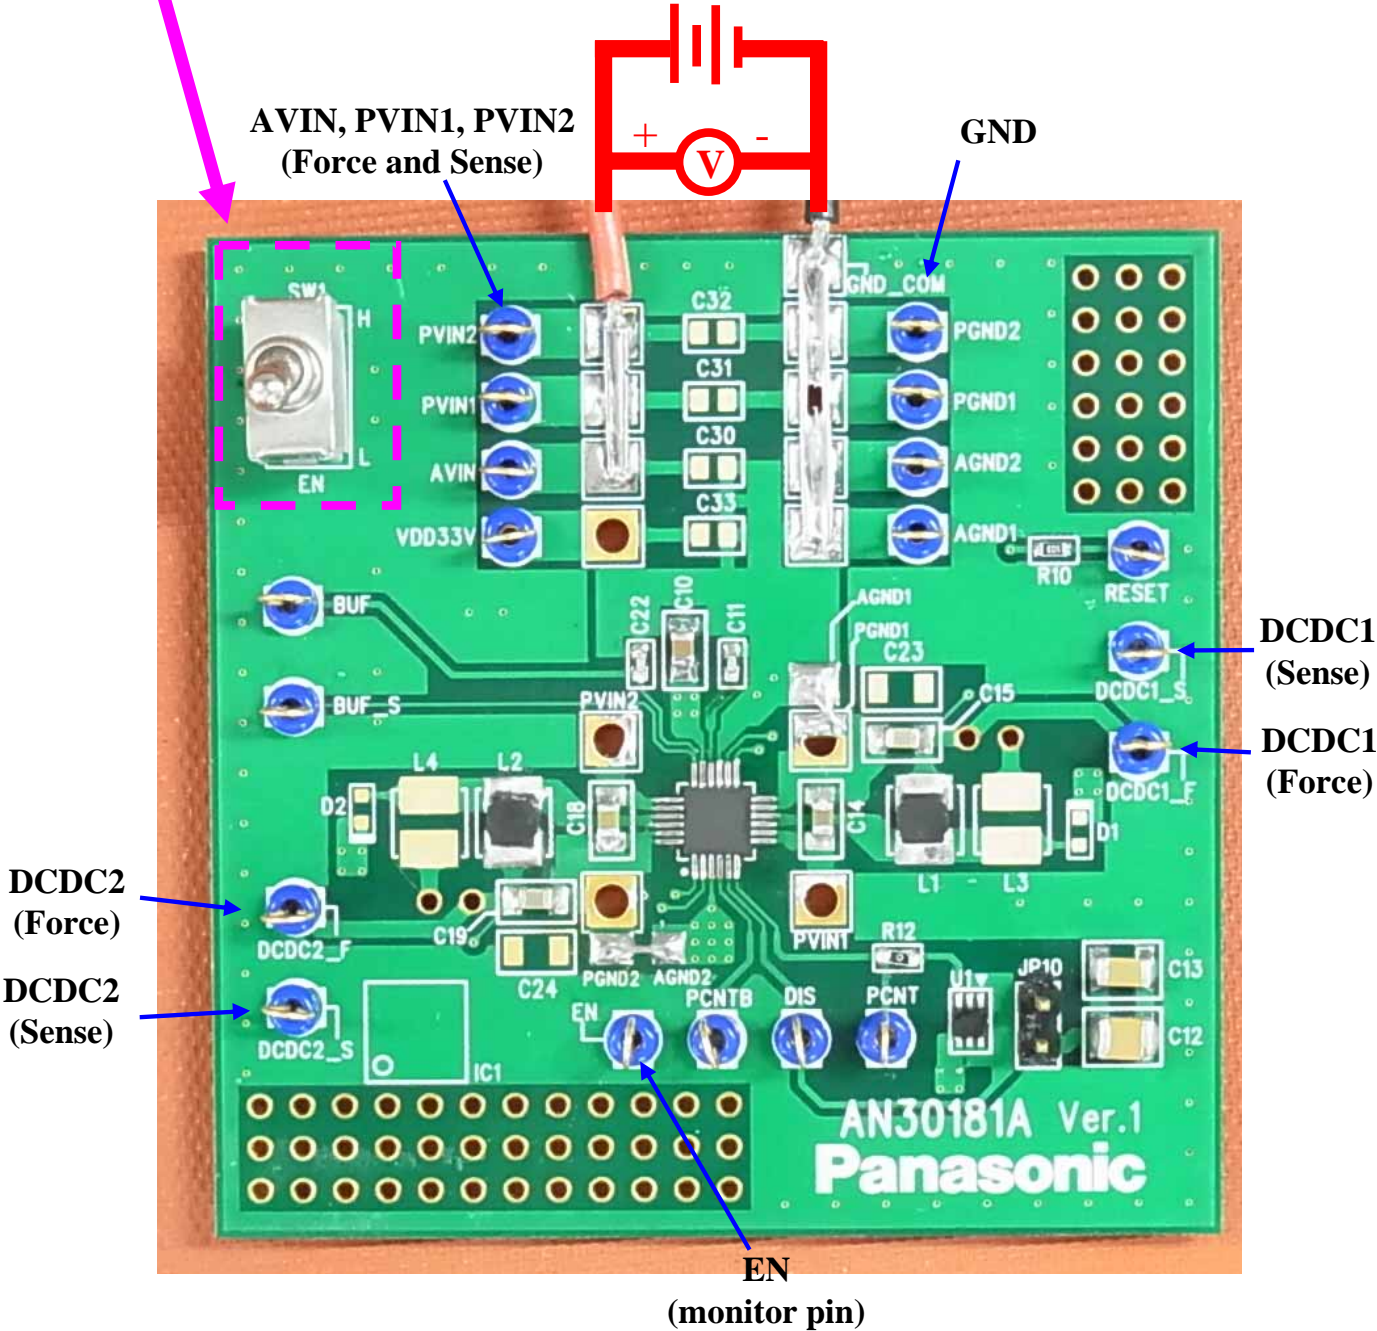 AVIN, PVIN1, PVIN2
(Force and Sense)
+
V
-
GND
SW1
H
L
EN
PVIN2
PVIN1
AVIN
VDD33V
C32
C31
C30
C33
GND_COM
PGND2
PGND1
AGND2
AGND1
R10
RESET
BUF
BUF_S
C22
C10
C11
AGND1
PGND1
C23
C15
DCDC1_S
DCDC1_F
DCDC1
(Sense)
DCDC1
(Force)
PVIN2
L4
L2
D2
C18
C14
D1
L1
L3
DCDC2
(Force)
DCDC2_F
C19
C24
PGND2
AGND2
PVIN1
R12
U1
JP10
C13
C12
DCDC2
(Sense)
DCDC2_S
IC1
EN
PCNTB
DIS
PCNT
AN30181A Ver.1
Panasonic
EN
(monitor pin)